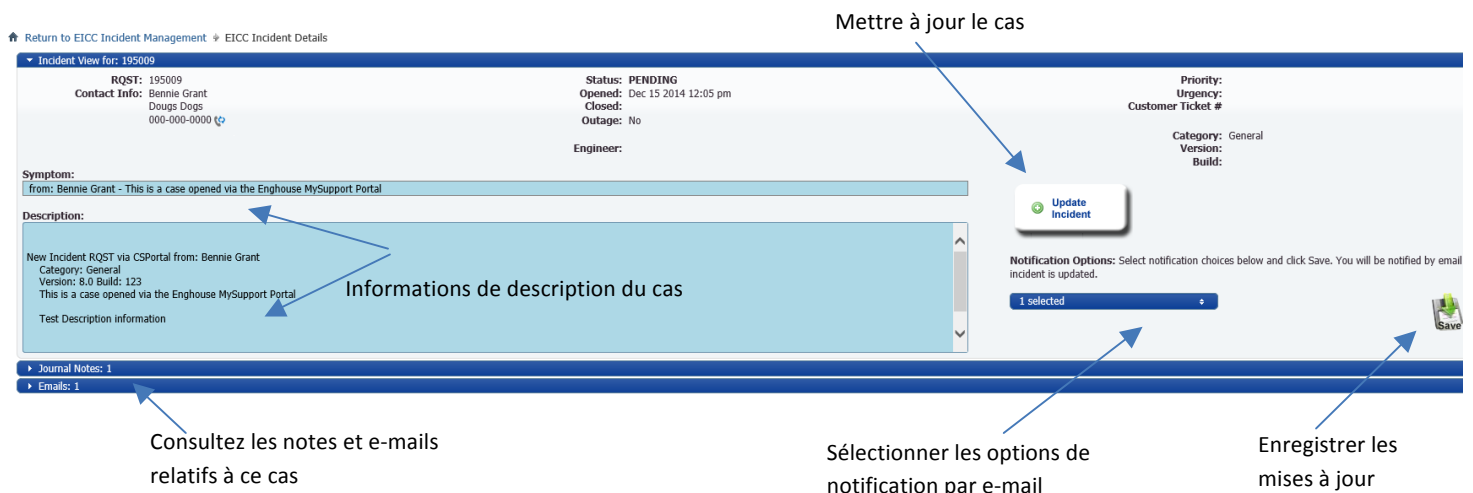 Mettre à jour le cas
Return to EICC Incident Management EICC Incident Details
Incident View for: 195009
RQST: 195009
Contact Info: Bennie Grant
Dougs Dogs
000-000-0000
Status: PENDING
Opened: Dec 15 2014 12:05 pm
Closed:
Outage: No
Engineer:
Priority:
Urgency:
Customer Ticket #
Category: General
Version:
Build:
Symptom:
from: Bennie Grant - This is a case opened via the Enghouse MySupport Portal
Description:
New Incident RQST via CSPortal from: Bennie Grant
Category: General
Version: 8.0 Build: 123
This is a case opened via the Enghouse MySupport Portal
Test Description information
Informations de description du cas
Update
Incident
Notification Options: Select notification choices below and click Save. You will be notified by email
incident is updated.
1 selected
Save
Journal Notes: 1
Emails: 1
Consultez les notes et e-mails
relatifs à ce cas
Sélectionner les options de
notification par e-mail
Enregistrer les
mises à jour